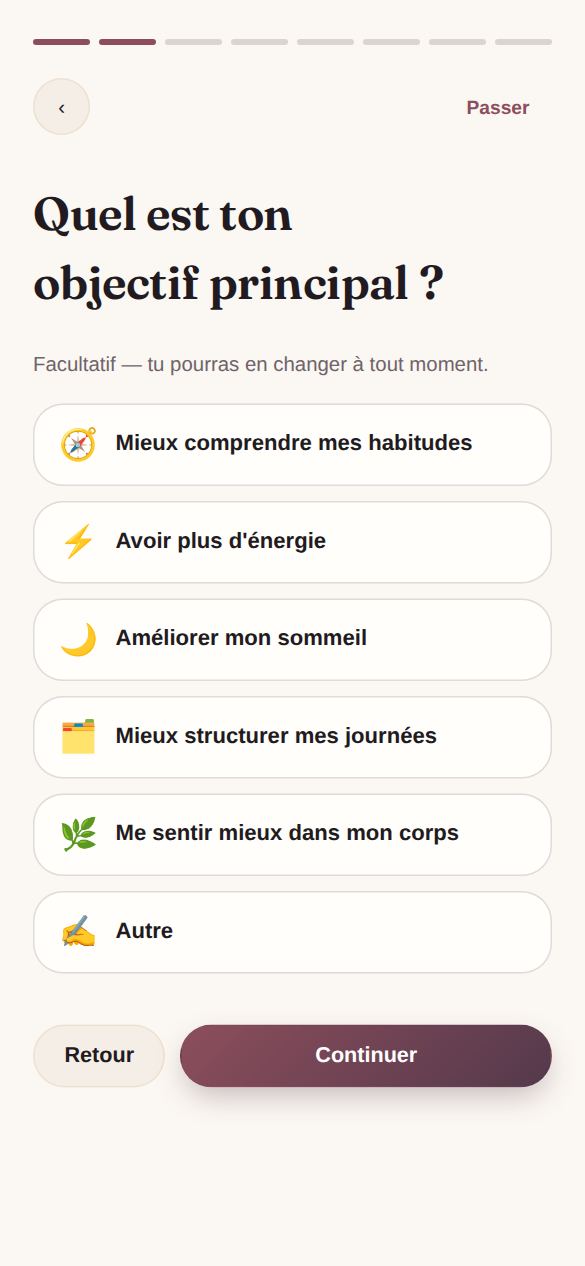 ‹
Passer
Quel est ton
objectif principal ?
Facultatif — tu pourras en changer à tout moment.
Mieux comprendre mes habitudes
Avoir plus d'énergie
Améliorer mon sommeil
Mieux structurer mes journées
Me sentir mieux dans mon corps
Autre
Retour
Continuer